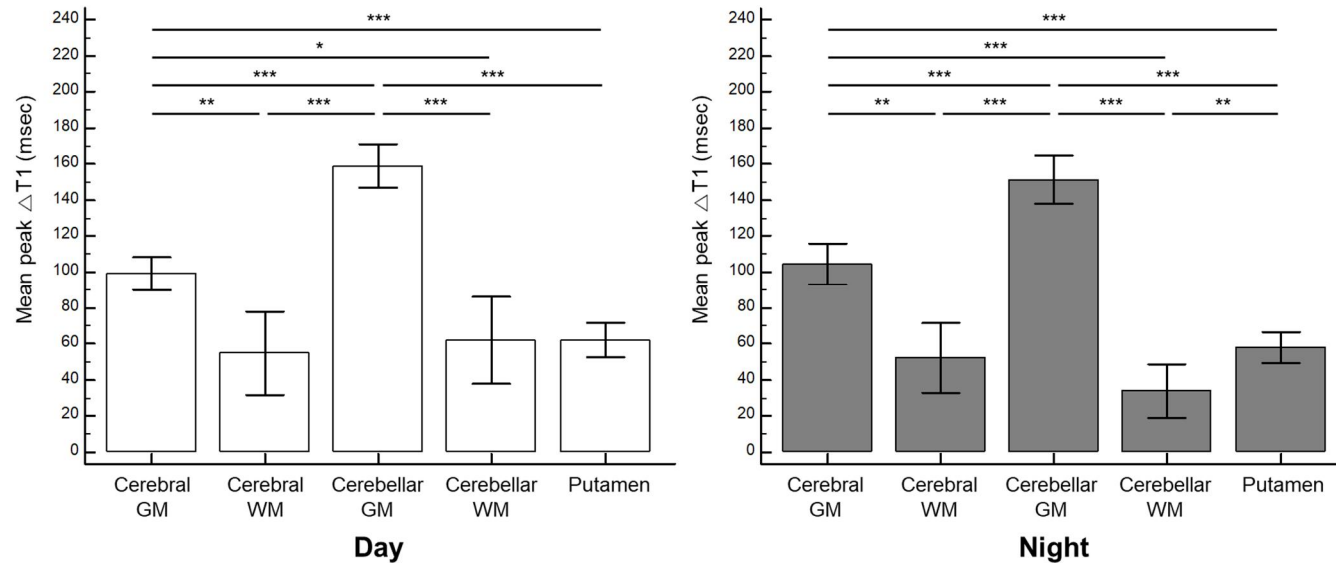 Mean peak △T1 (msec)
240
220
200
180
160
140
120
100
80
60
40
20
0
***
*
*** ***
** *** ***
Cerebral GM
Cerebral WM
Cerebellar GM
Cerebellar WM
Putamen
Day
Mean peak △T1 (msec)
240
220
200
180
160
140
120
100
80
60
40
20
0
***
***
*** ***
** *** *** **
Cerebral GM
Cerebral WM
Cerebellar GM
Cerebellar WM
Putamen
Night